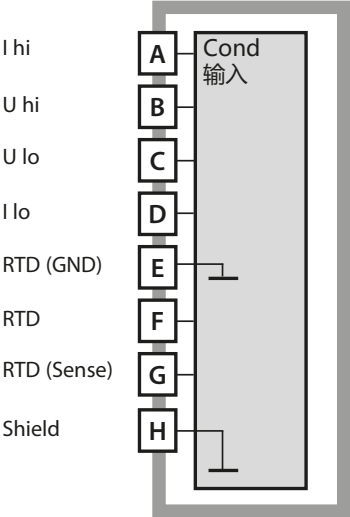 I hi
A
Cond
输入
U hi
B
U lo
C
I lo
D
RTD (GND)
E
RTD
F
RTD (Sense)
G
Shield
H